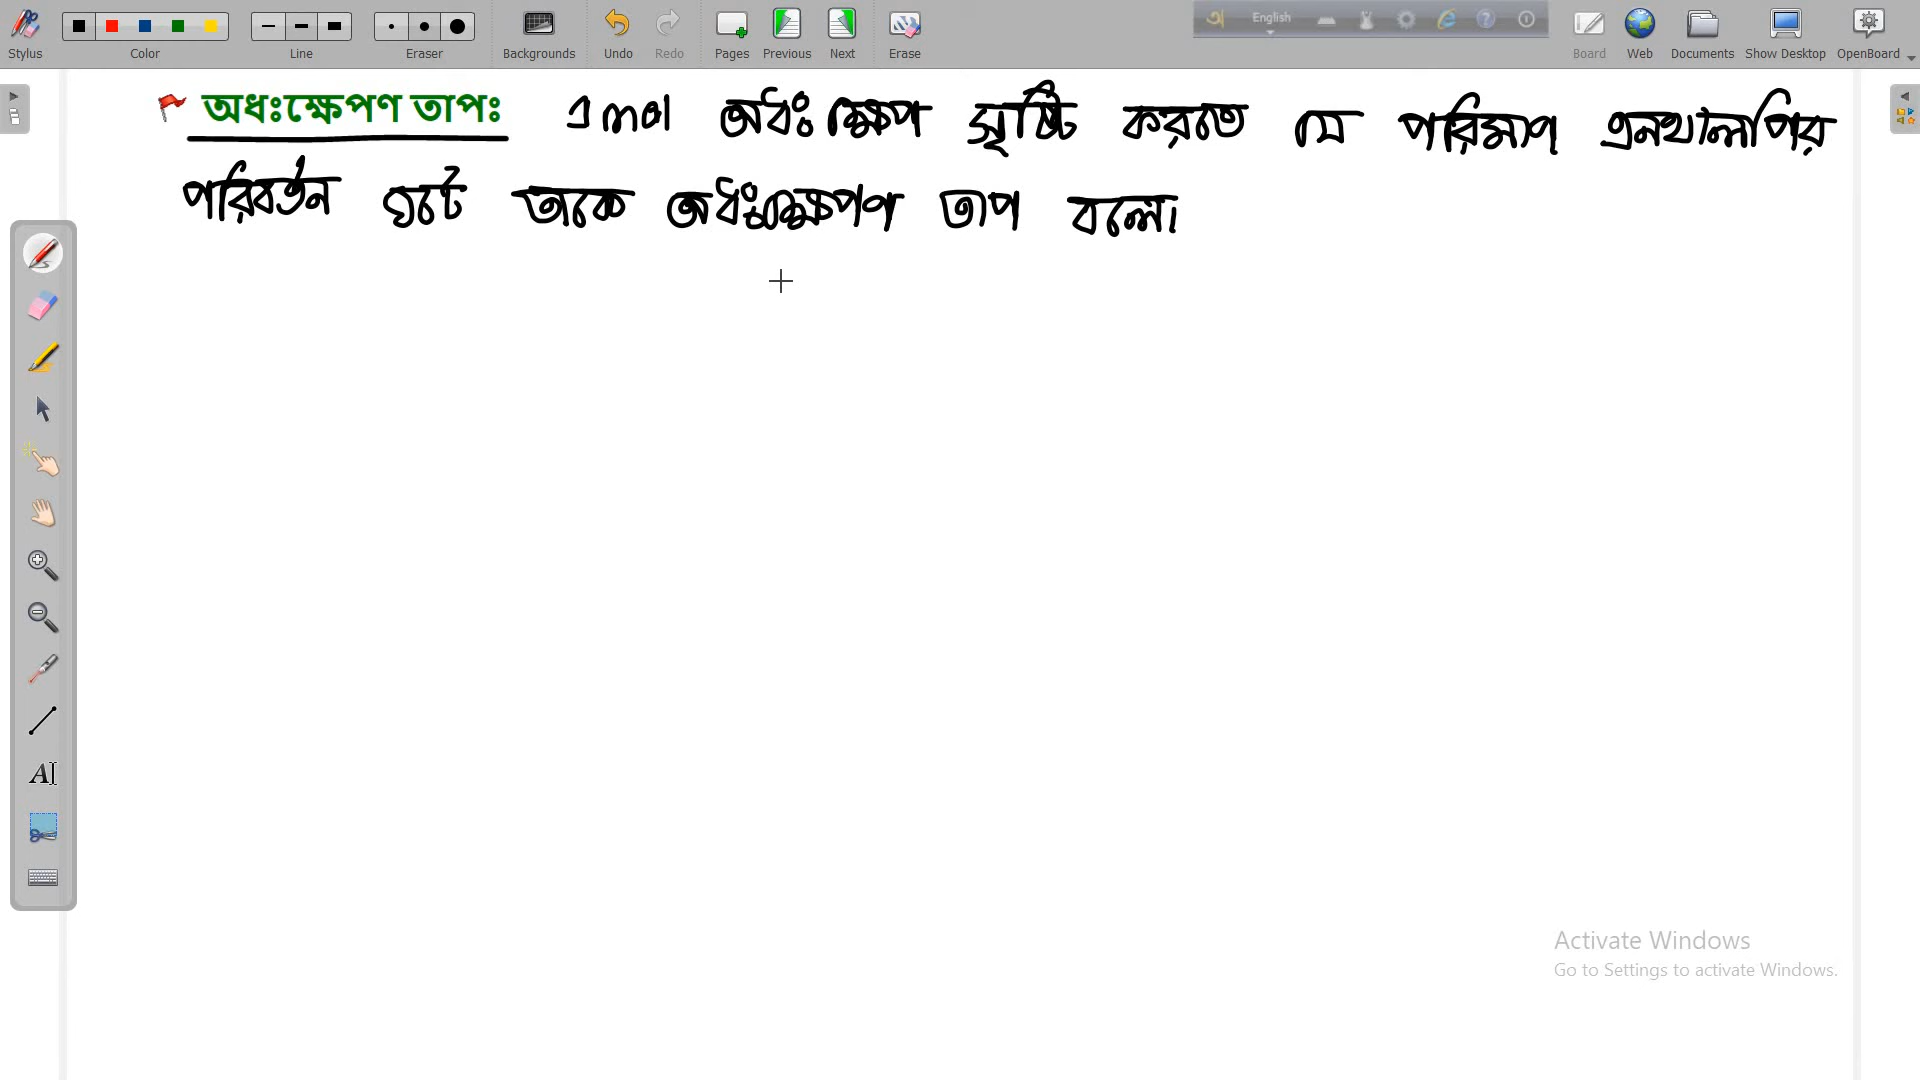 Stylus Color Line Eraser Backgrounds Undo Redo Pages Previous Next Erase English Board Web Documents Show Desktop OpenBoard
অধঃক্ষেপণ তাপঃ এ mol অধঃক্ষেপ সৃষ্টি করতে যে পরিমাণ এনথালপির
পরিবর্তন ঘটে তাকে অধঃক্ষেপণ তাপ বলে।
Activate Windows
Go to Settings to activate Windows.